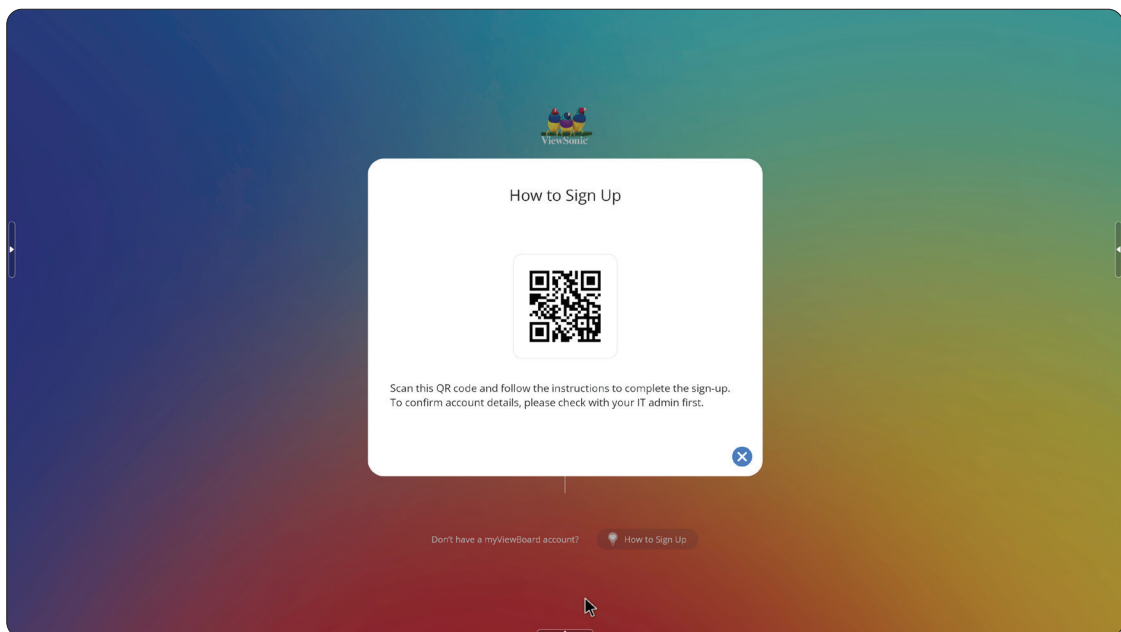 ViewSonic
How to Sign Up
Scan this QR code and follow the instructions to complete the sign-up.
To confirm account details, please check with your IT admin first.
Don't have a myViewBoard account?
How to Sign Up